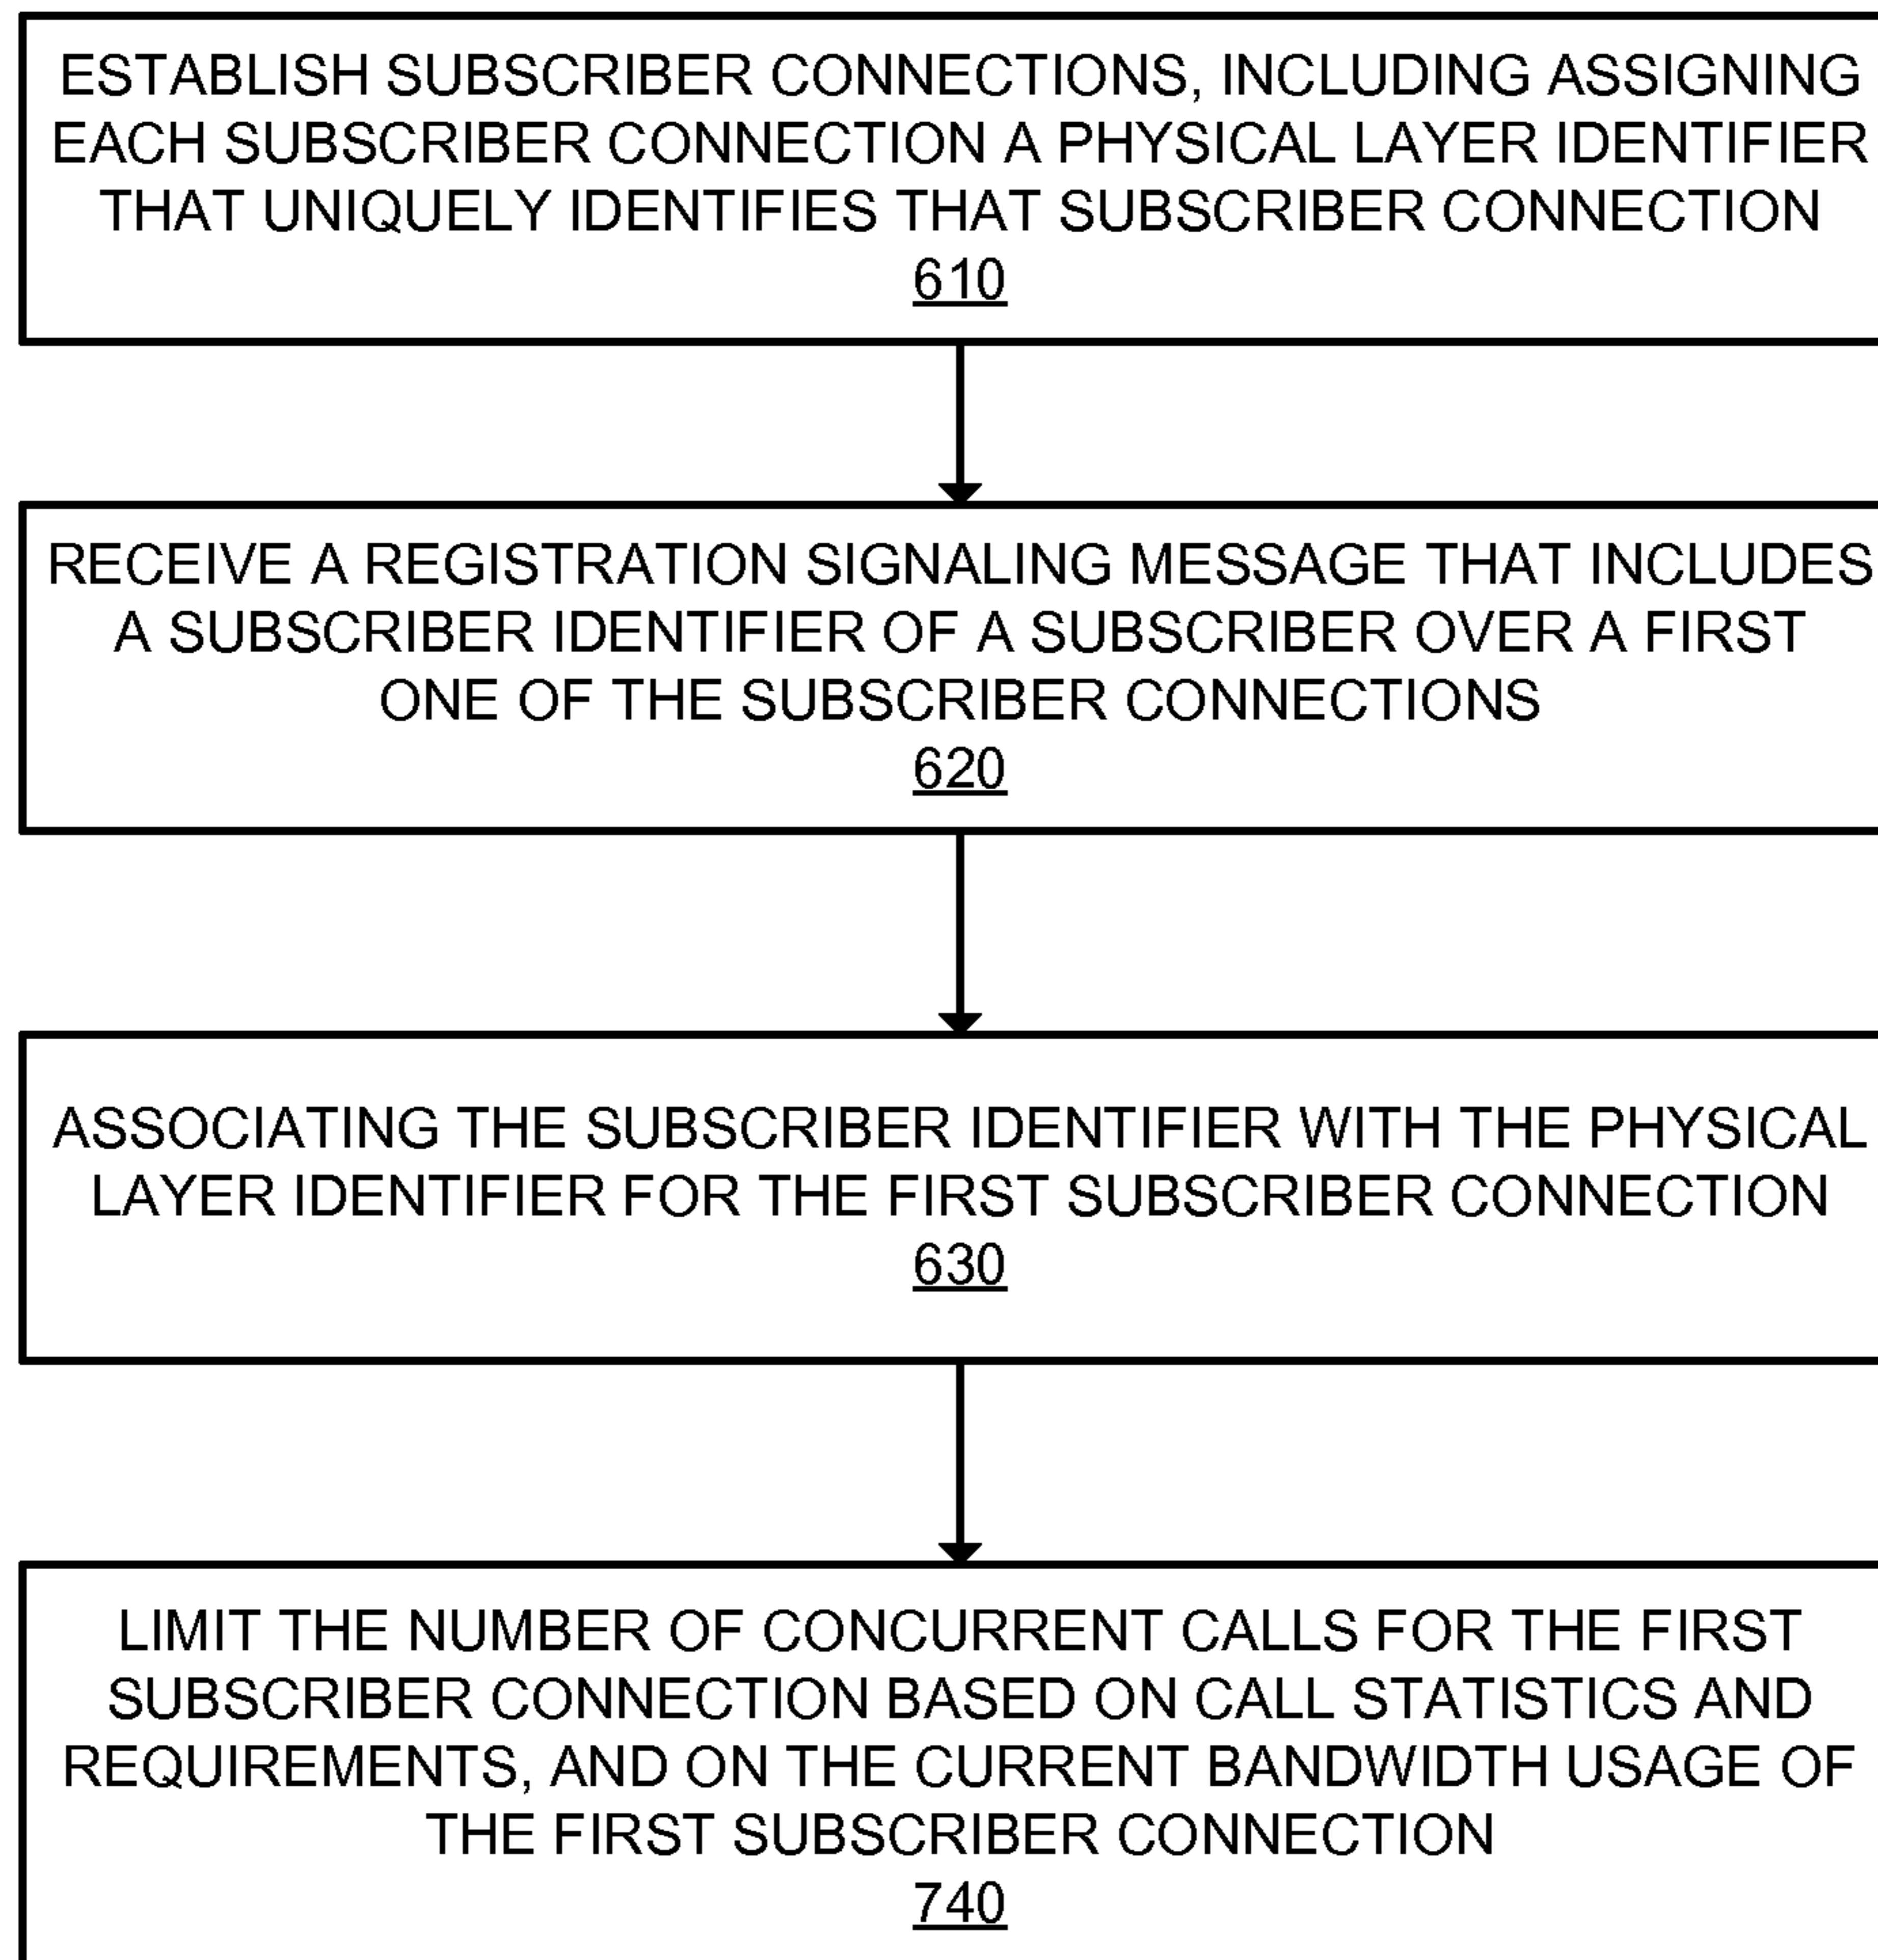 ESTABLISH SUBSCRIBER CONNECTIONS, INCLUDING ASSIGNING
EACH SUBSCRIBER CONNECTION A PHYSICAL LAYER IDENTIFIER
THAT UNIQUELY IDENTIFIES THAT SUBSCRIBER CONNECTION
610
RECEIVE A REGISTRATION SIGNALING MESSAGE THAT INCLUDES
A SUBSCRIBER IDENTIFIER OF A SUBSCRIBER OVER A FIRST
ONE OF THE SUBSCRIBER CONNECTIONS
620
ASSOCIATING THE SUBSCRIBER IDENTIFIER WITH THE PHYSICAL
LAYER IDENTIFIER FOR THE FIRST SUBSCRIBER CONNECTION
630
LIMIT THE NUMBER OF CONCURRENT CALLS FOR THE FIRST
SUBSCRIBER CONNECTION BASED ON CALL STATISTICS AND
REQUIREMENTS, AND ON THE CURRENT BANDWIDTH USAGE OF
THE FIRST SUBSCRIBER CONNECTION
740